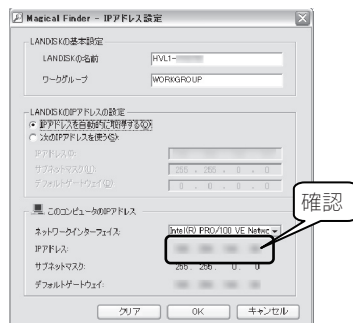 Magical Finder - IPアドレス設定
LANDISKの基本設定
LANDISKの名前 HVL1-
ワークグループ WORKGROUP
LANDISKのIPアドレスの設定
IPアドレスを自動的に取得する(O)
次のIPアドレスを使う(S):
IPアドレス(I):
サブネットマスク(U): 255 . 255 . 0 . 0
デフォルトゲートウェイ(D): 0 . 0 . 0 . 0
確認
このコンピュータのIPアドレス
ネットワークインターフェイス: Intel(R) PRO/100 VE Netwc
IPアドレス:
サブネットマスク: 255. 255. 0. 0
デフォルトゲートウェイ:
クリア OK キャンセル